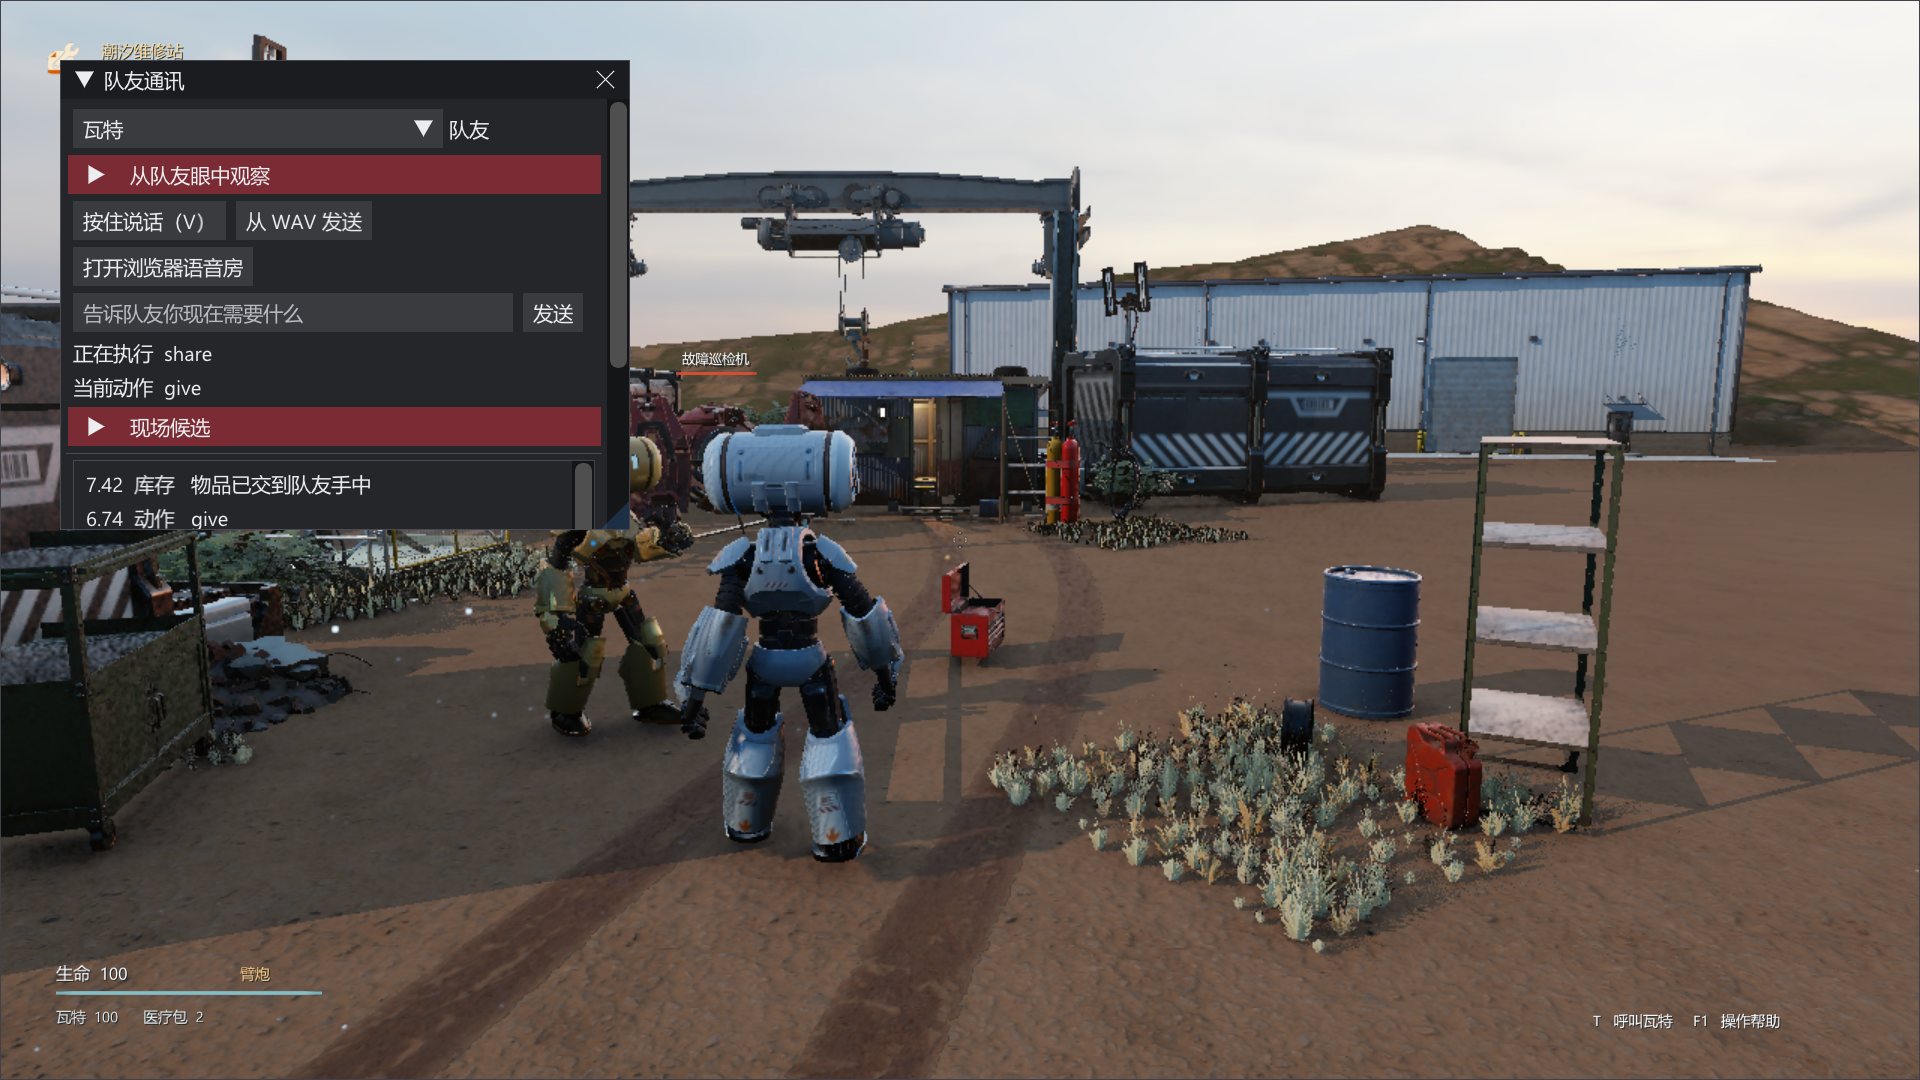 潮汐维修站
队友通讯
瓦特 队友
从队友眼中观察
按住说话（V） 从 WAV 发送
打开浏览器语音房
告诉队友你现在需要什么 发送
正在执行 share
当前动作 give
现场候选
7.42 库存 物品已交到队友手中
6.74 动作 give
故障巡检机
生命 100 臂炮
瓦特 100 医疗包 2
T 呼叫瓦特 F1 操作帮助